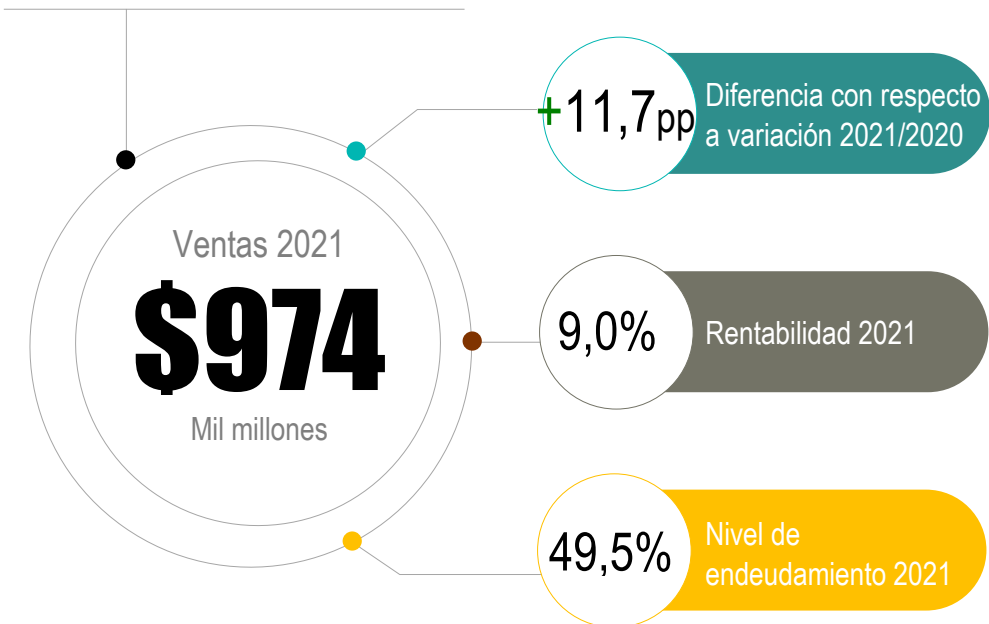 Ventas 2021
$974
Mil millones
+11,7pp
Diferencia con respecto
a variación 2021/2020
9,0%
Rentabilidad 2021
49,5%
Nivel de
endeudamiento 2021